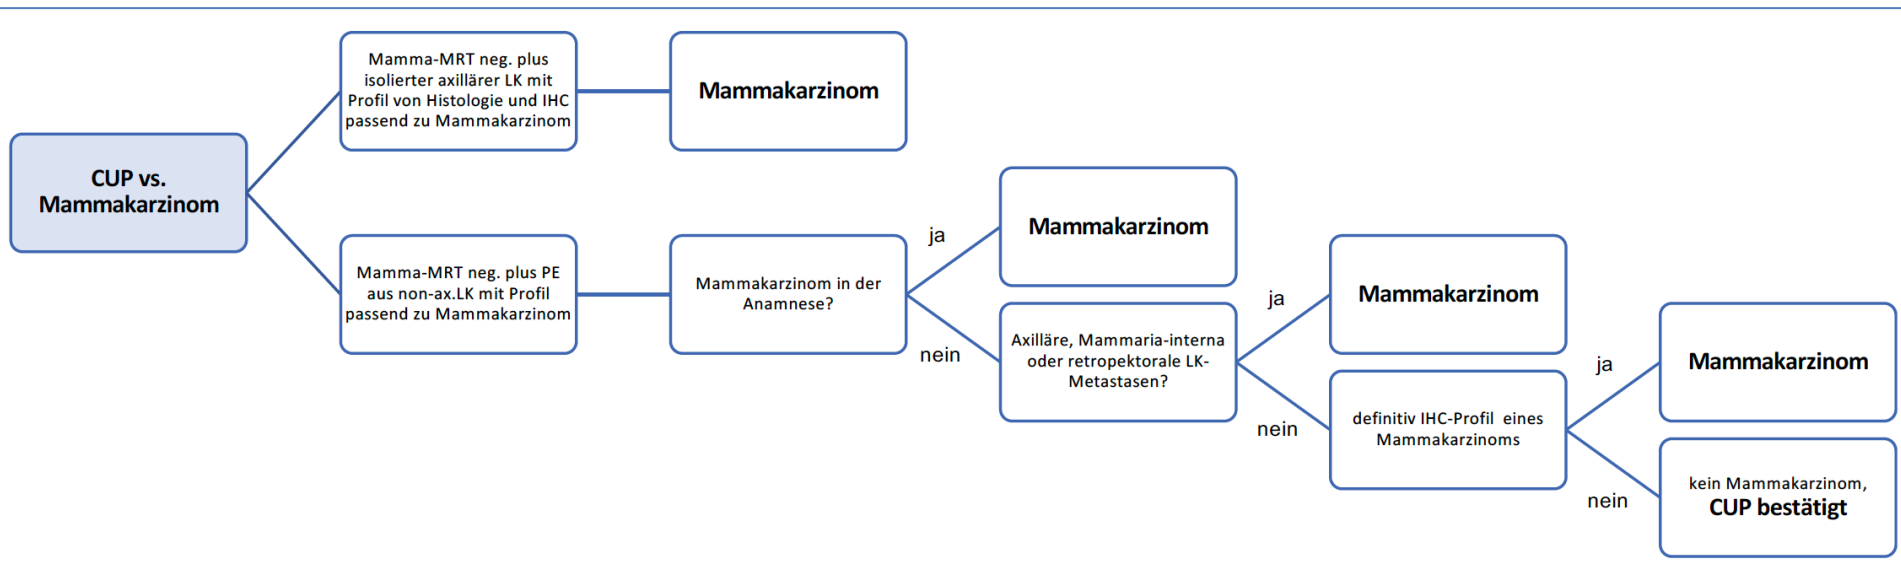 CUP vs.
Mammakarzinom
Mamma-MRT neg. plus
isolierter axillärer LK mit
Profil von Histologie und IHC
passend zu Mammakarzinom
Mammakarzinom
Mamma-MRT neg. plus PE
aus non-ax.LK mit Profil
passend zu Mammakarzinom
Mammakarzinom in der
Anamnese?
ja
Mammakarzinom
nein
Axilläre, Mammaria-interna
oder retropektorale LK-
Metastasen?
ja
Mammakarzinom
nein
definitiv IHC-Profil eines
Mammakarzinoms
ja
Mammakarzinom
nein
kein Mammakarzinom,
CUP bestätigt